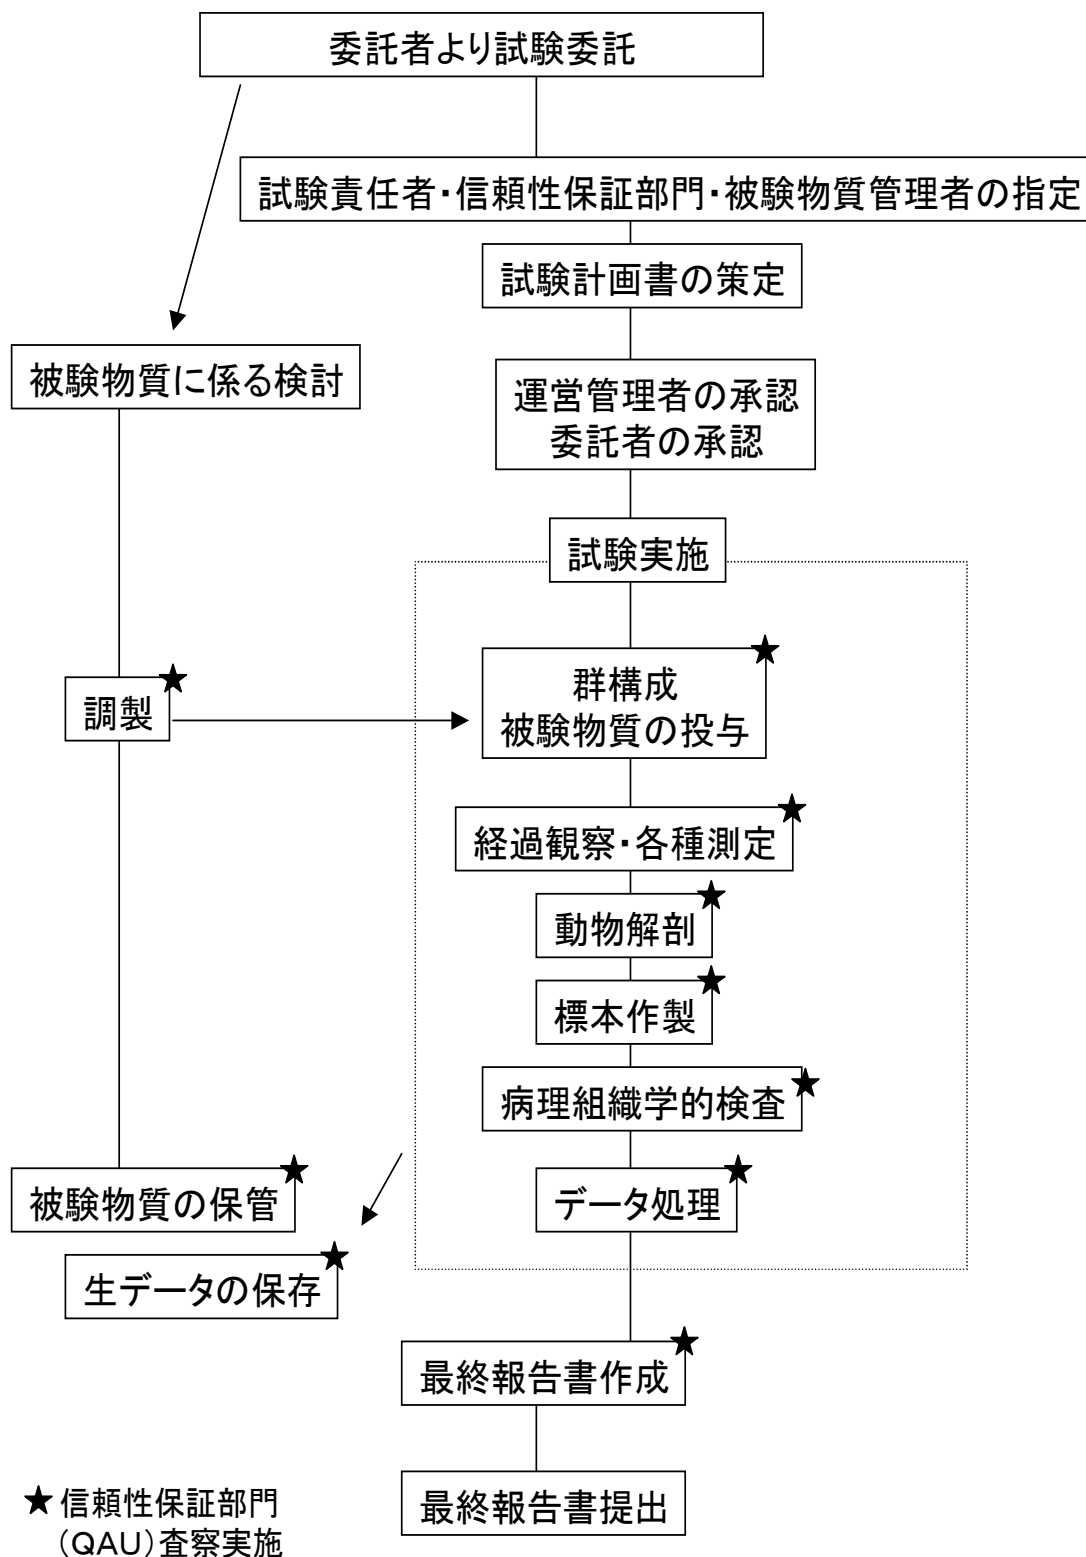 委託者より試験委託
試験責任者・信頼性保証部門・被験物質管理者の指定
試験計画書の策定
被験物質に係る検討
運営管理者の承認
委託者の承認
試験実施
群構成
被験物質の投与
調製
経過観察・各種測定
動物解剖
標本作製
病理組織学的検査
被験物質の保管
データ処理
生データの保存
最終報告書作成
最終報告書提出
★ 信頼性保証部門
(QAU)査察実施